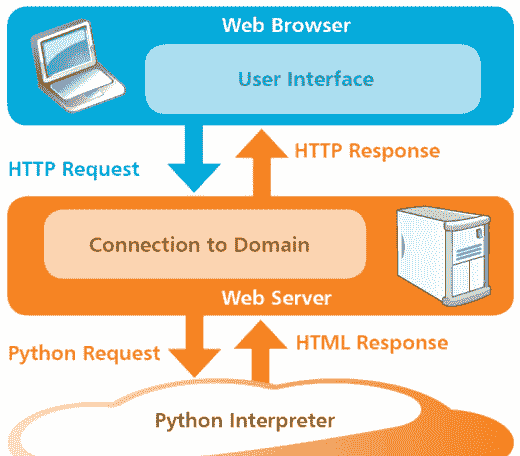 Web Browser
User Interface
HTTP Request
HTTP Response
Connection to Domain
Web Server
Python Request
HTML Response
Python Interpreter